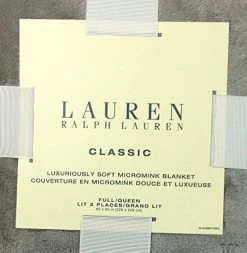 LAUREN
RALPH LAUREN
CLASSIC
LUXURIOUSLY SOFT MICROMINK BLANKET
COUVERTURE EN MICROMINK DOUCE ET LUXUEUSE
FULL/QUEEN
LIT 2 PLACES/GRAND LIT